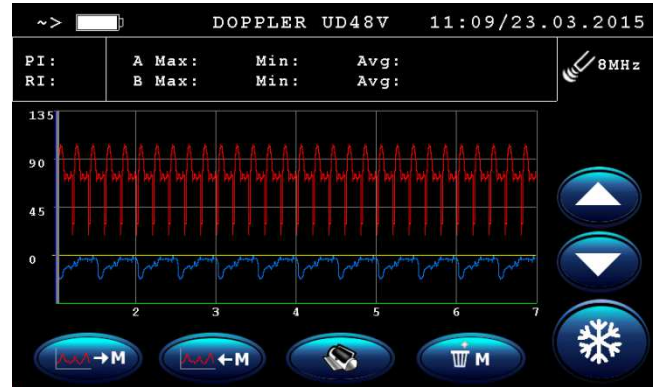 ~> DOPPLER UD48V 11:09/23.03.2015
PI: A Max: Min: Avg:
RI: B Max: Min: Avg:
8MHz
135
90
45
0
2 3 4 5 6 7
→M ←M M